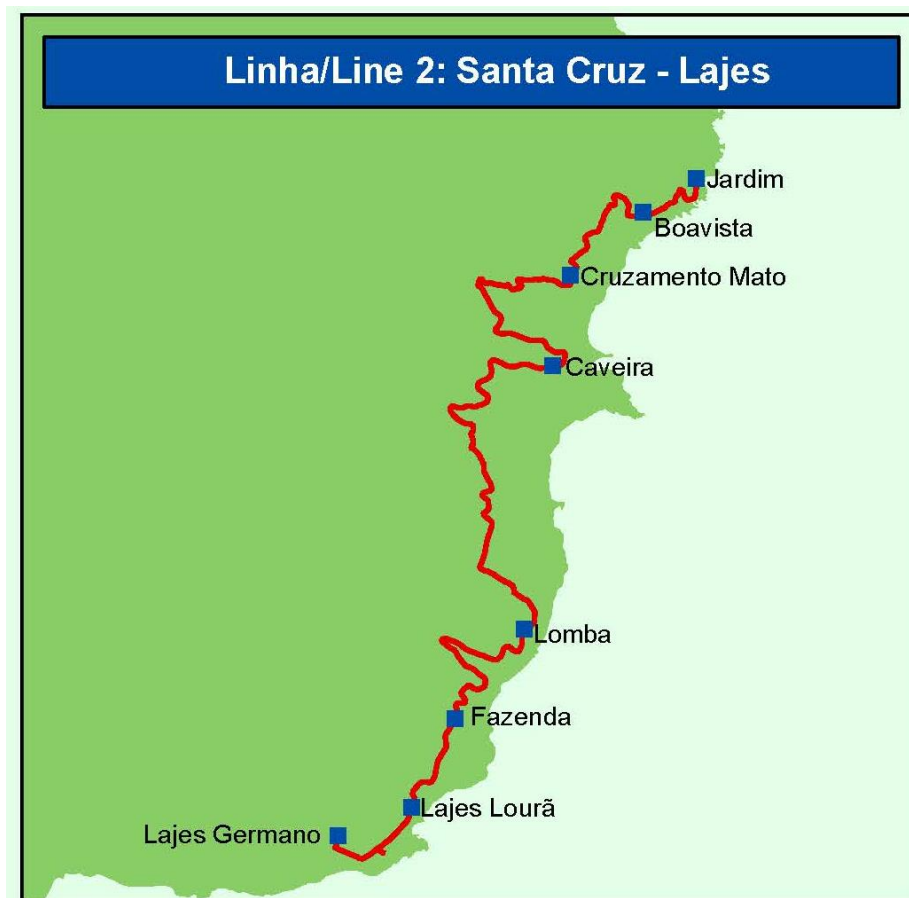 Linha/Line 2: Santa Cruz - Lajes
Jardim
Boavista
Cruzamento Mato
Caveira
Lomba
Fazenda
Lajes Lourã
Lajes Germano